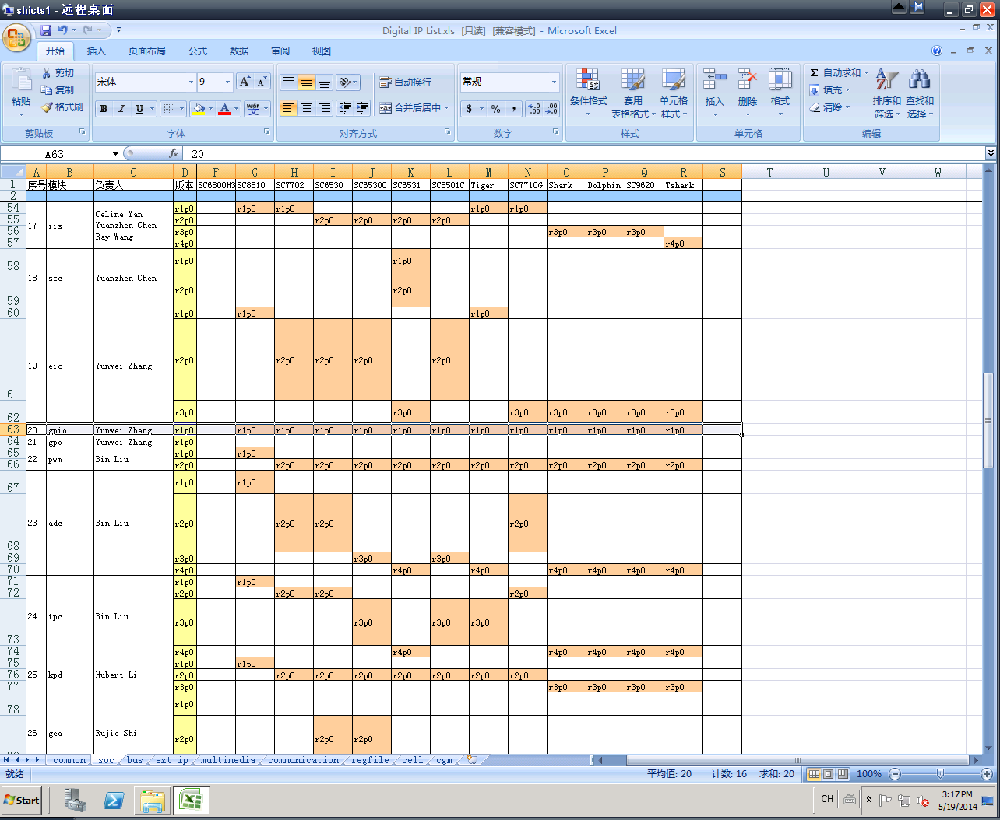 shicts1 - 远程桌面
Digital IP List.xls [只读] [兼容模式] - Microsoft Excel
开始 插入 页面布局 公式 数据 审阅 视图
粘贴 剪切 复制 格式刷
宋体 9 自动换行 常规
B I U 合并后居中 $ % ,
条件格式 套用表格格式 单元格样式
插入 删除 格式
Σ 自动求和 填充 清除 排序和筛选 查找和选择
剪贴板 字体 对齐方式 数字 样式 单元格 编辑
A63 fx 20
A B C D F G H I J K L M N O P Q R S T U V W
1 序号 模块 负责人 版本 SC6800H3 SC8810 SC7702 SC6530 SC6530C SC6531 SC8501C Tiger SC7710G Shark Dolphin SC9620 Tshark
2
17 iis Celine Yan Yuanzhen Chen Ray Wang
54 r1p0 r1p0 r1p0 r1p0 r1p0
55 r2p0 r2p0 r2p0 r2p0 r2p0
56 r3p0 r3p0 r3p0 r3p0
57 r4p0 r4p0
18 sfc Yuanzhen Chen
58 r1p0 r1p0
59 r2p0 r2p0
19 eic Yunwei Zhang
60 r1p0 r1p0 r1p0
61 r2p0 r2p0 r2p0 r2p0 r2p0
62 r3p0 r3p0 r3p0 r3p0 r3p0 r3p0 r3p0
63 20 gpio Yunwei Zhang r1p0 r1p0 r1p0 r1p0 r1p0 r1p0 r1p0 r1p0 r1p0 r1p0 r1p0 r1p0 r1p0
64 21 gpo Yunwei Zhang r1p0
22 pwm Bin Liu
65 r1p0 r1p0
66 r2p0 r2p0 r2p0 r2p0 r2p0 r2p0 r2p0 r2p0 r2p0 r2p0 r2p0 r2p0
23 adc Bin Liu
67 r1p0 r1p0
68 r2p0 r2p0 r2p0 r2p0
69 r3p0 r3p0 r3p0
70 r4p0 r4p0 r4p0 r4p0 r4p0 r4p0 r4p0
24 tpc Bin Liu
71 r1p0 r1p0
72 r2p0 r2p0 r2p0 r2p0
73 r3p0 r3p0 r3p0 r3p0
74 r4p0 r4p0 r4p0 r4p0 r4p0 r4p0
25 kpd Hubert Li
75 r1p0 r1p0
76 r2p0 r2p0 r2p0 r2p0 r2p0 r2p0 r2p0 r2p0
77 r3p0 r3p0 r3p0 r3p0 r3p0
26 gea Rujie Shi
78 r1p0
r2p0 r2p0 r2p0
common soc bus ext ip multimedia communication regfile cell cgm
就绪 平均值: 20 计数: 16 求和: 20 100%
Start CH 3:17 PM
5/19/2014